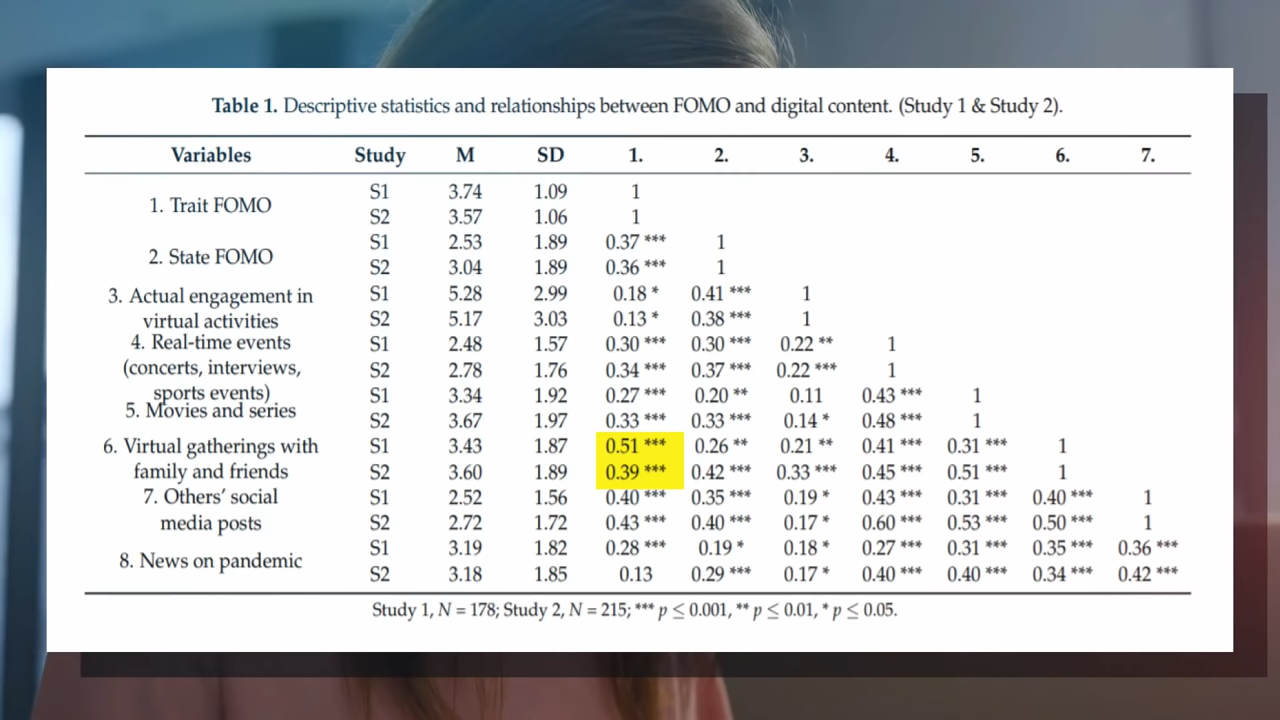 Table 1. Descriptive statistics and relationships between FOMO and digital content. (Study 1 & Study 2).
Variables Study M SD 1. 2. 3. 4. 5. 6. 7.
1. Trait FOMO S1 3.74 1.09 1
S2 3.57 1.06 1
2. State FOMO S1 2.53 1.89 0.37 *** 1
S2 3.04 1.89 0.36 *** 1
3. Actual engagement in S1 5.28 2.99 0.18 * 0.41 *** 1
virtual activities S2 5.17 3.03 0.13 * 0.38 *** 1
4. Real-time events S1 2.48 1.57 0.30 *** 0.30 *** 0.22 ** 1
(concerts, interviews, S2 2.78 1.76 0.34 *** 0.37 *** 0.22 *** 1
sports events) S1 3.34 1.92 0.27 *** 0.20 ** 0.11 0.43 *** 1
5. Movies and series S2 3.67 1.97 0.33 *** 0.33 *** 0.14 * 0.48 *** 1
6. Virtual gatherings with S1 3.43 1.87 0.51 *** 0.26 ** 0.21 ** 0.41 *** 0.31 *** 1
family and friends S2 3.60 1.89 0.39 *** 0.42 *** 0.33 *** 0.45 *** 0.51 *** 1
7. Others' social S1 2.52 1.56 0.40 *** 0.35 *** 0.19 * 0.43 *** 0.31 *** 0.40 *** 1
media posts S2 2.72 1.72 0.43 *** 0.40 *** 0.17 * 0.60 *** 0.53 *** 0.50 *** 1
8. News on pandemic S1 3.19 1.82 0.28 *** 0.19 * 0.18 * 0.27 *** 0.31 *** 0.35 *** 0.36 ***
S2 3.18 1.85 0.13 0.29 *** 0.17 * 0.40 *** 0.40 *** 0.34 *** 0.42 ***
Study 1, N = 178; Study 2, N = 215; *** p ≤ 0.001, ** p ≤ 0.01, * p ≤ 0.05.